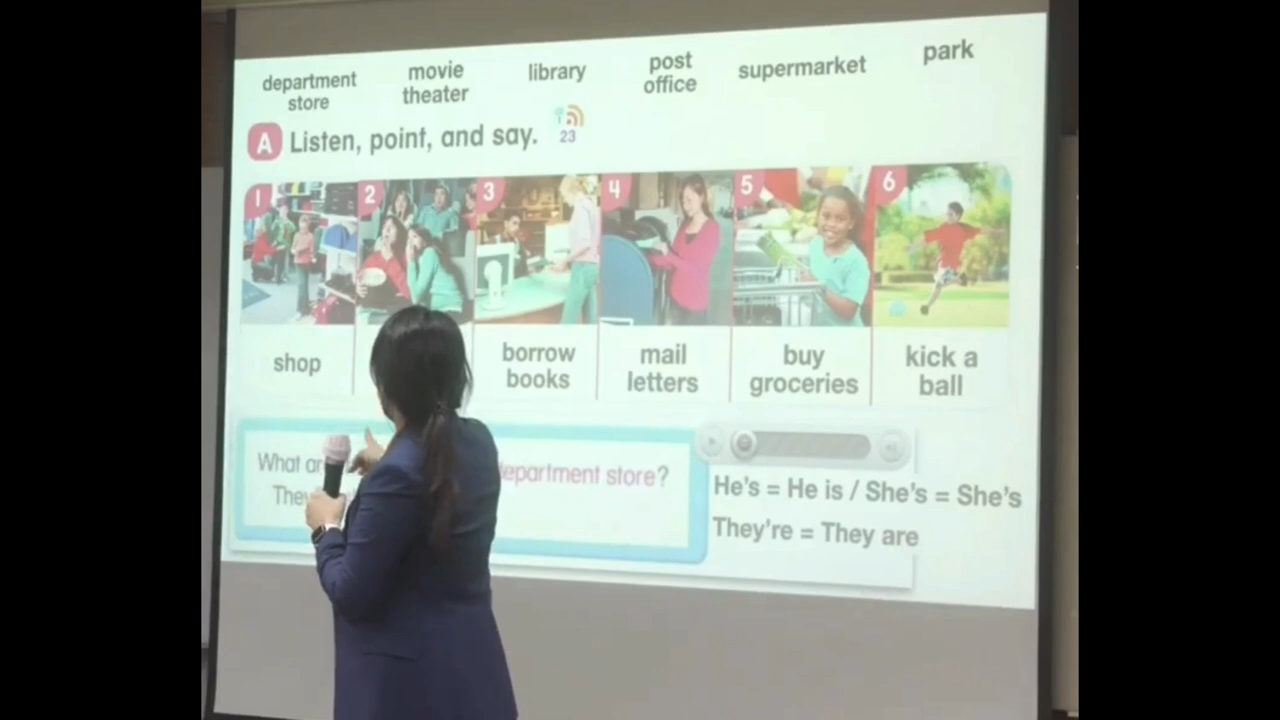 department
store
movie
theater
library
post
office
supermarket
park
A Listen, point, and say. 23
1 2 3 4 5 6
shop
borrow
books
mail
letters
buy
groceries
kick a
ball
What department store?
He's = He is / She's = She's
They're = They are